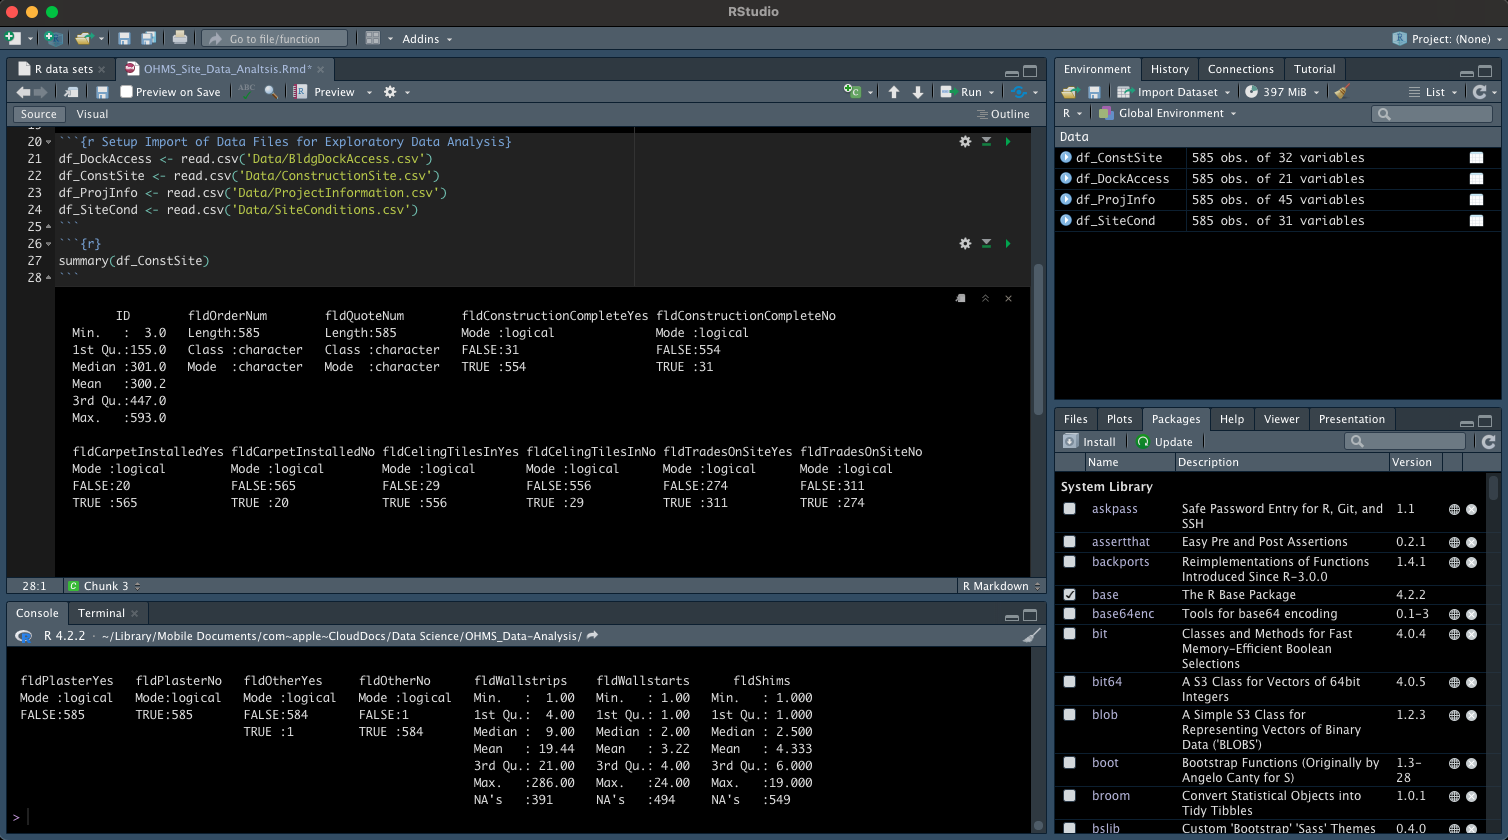 RStudio
Go to file/function
Addins
Project: (None)
R data sets
OHMS_Site_Data_Analtsis.Rmd*
Preview on Save
ABC
Preview
Run
Source
Visual
Outline
20 ```{r Setup Import of Data Files for Exploratory Data Analysis}
21 df_DockAccess <- read.csv('Data/BldgDockAccess.csv')
22 df_ConstSite <- read.csv('Data/ConstructionSite.csv')
23 df_ProjInfo <- read.csv('Data/ProjectInformation.csv')
24 df_SiteCond <- read.csv('Data/SiteConditions.csv')
25 ```
26 ```{r}
27 summary(df_ConstSite)
28 ```
ID fldOrderNum fldQuoteNum fldConstructionCompleteYes fldConstructionCompleteNo
Min. : 3.0 Length:585 Length:585 Mode :logical Mode :logical
1st Qu.:155.0 Class :character Class :character FALSE:31 FALSE:554
Median :301.0 Mode :character Mode :character TRUE :554 TRUE :31
Mean :300.2
3rd Qu.:447.0
Max. :593.0
fldCarpetInstalledYes fldCarpetInstalledNo fldCelingTilesInYes fldCelingTilesInNo fldTradesOnSiteYes fldTradesOnSiteNo
Mode :logical Mode :logical Mode :logical Mode :logical Mode :logical Mode :logical
FALSE:20 FALSE:565 FALSE:29 FALSE:556 FALSE:274 FALSE:311
TRUE :565 TRUE :20 TRUE :556 TRUE :29 TRUE :311 TRUE :274
28:1
C Chunk 3
R Markdown
Console
Terminal
R 4.2.2 · ~/Library/Mobile Documents/com~apple~CloudDocs/Data Science/OHMS_Data-Analysis/
fldPlasterYes fldPlasterNo fldOtherYes fldOtherNo fldWallstrips fldWallstarts fldShims
Mode :logical Mode:logical Mode :logical Mode :logical Min. : 1.00 Min. : 1.00 Min. : 1.000
FALSE:585 TRUE:585 FALSE:584 FALSE:1 1st Qu.: 4.00 1st Qu.: 1.00 1st Qu.: 1.000
TRUE :1 TRUE :584 Median : 9.00 Median : 2.00 Median : 2.500
Mean : 19.44 Mean : 3.22 Mean : 4.333
3rd Qu.: 21.00 3rd Qu.: 4.00 3rd Qu.: 6.000
Max. :286.00 Max. :24.00 Max. :19.000
NA's :391 NA's :494 NA's :549
>
Environment
History
Connections
Tutorial
Import Dataset
397 MiB
List
R
Global Environment
Data
df_ConstSite 585 obs. of 32 variables
df_DockAccess 585 obs. of 21 variables
df_ProjInfo 585 obs. of 45 variables
df_SiteCond 585 obs. of 31 variables
Files
Plots
Packages
Help
Viewer
Presentation
Install
Update
Name Description Version
System Library
askpass Safe Password Entry for R, Git, and 1.1
SSH
assertthat Easy Pre and Post Assertions 0.2.1
backports Reimplementations of Functions 1.4.1
Introduced Since R-3.0.0
base The R Base Package 4.2.2
base64enc Tools for base64 encoding 0.1-3
bit Classes and Methods for Fast 4.0.4
Memory-Efficient Boolean
Selections
bit64 A S3 Class for Vectors of 64bit 4.0.5
Integers
blob A Simple S3 Class for 1.2.3
Representing Vectors of Binary
Data ('BLOBS')
boot Bootstrap Functions (Originally by 1.3-
Angelo Canty for S) 28
broom Convert Statistical Objects into 1.0.1
Tidy Tibbles
bslib Custom 'Bootstrap' 'Sass' Themes 0.4.0